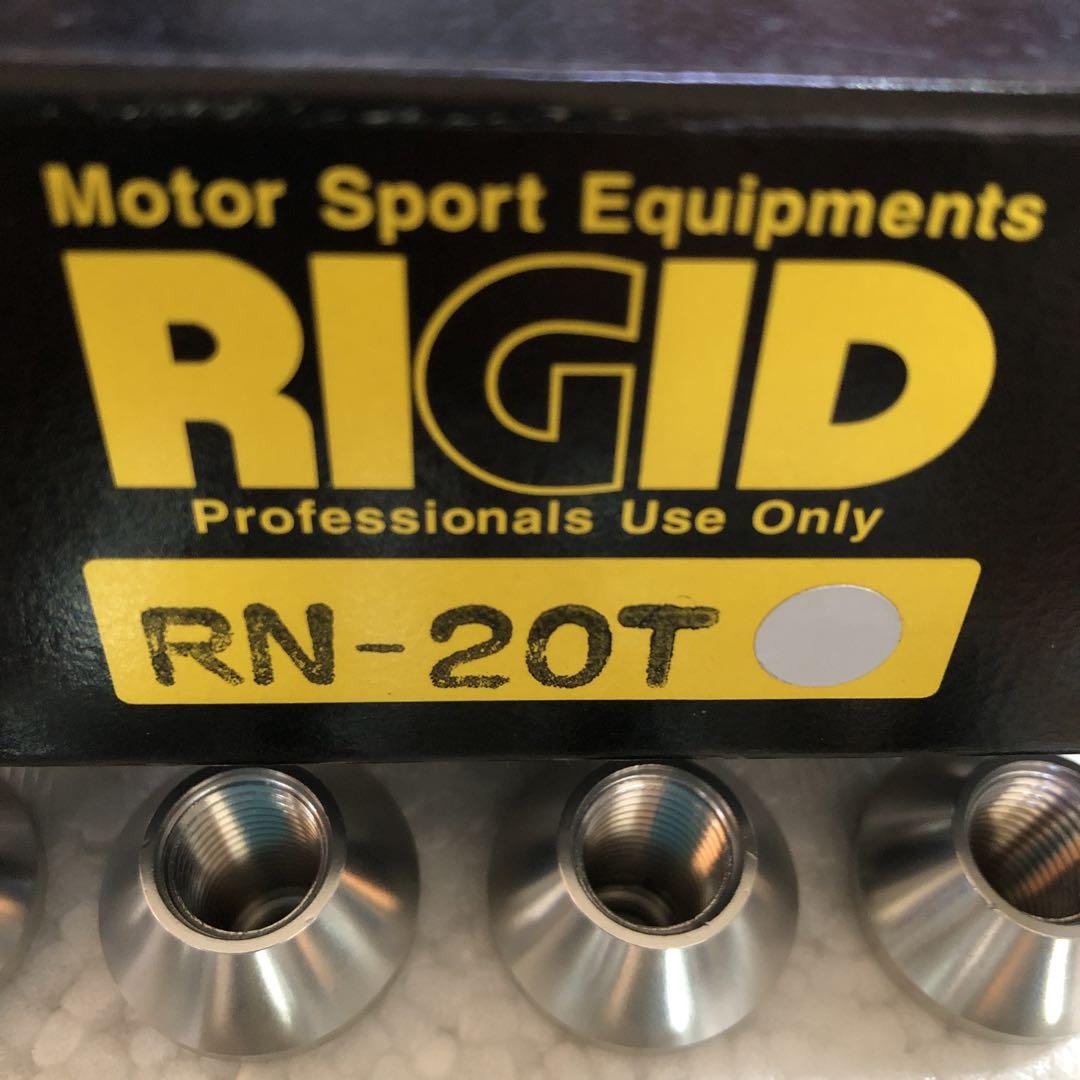 Motor Sport Equipments
RIGID
Professionals Use Only
RN-20T